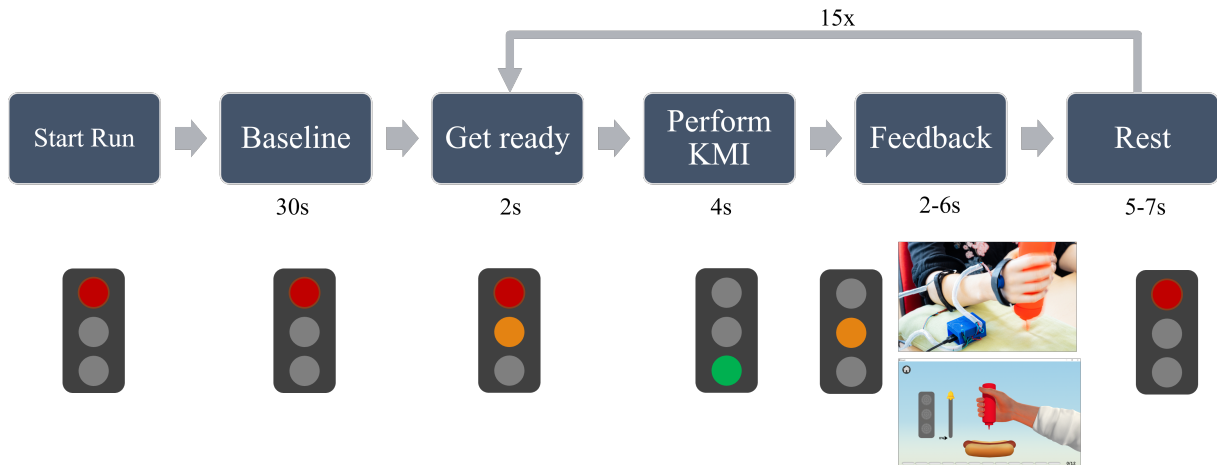 15x
Start Run
Baseline
Get ready
Perform
KMI
Feedback
Rest
30s
2s
4s
2-6s
5-7s